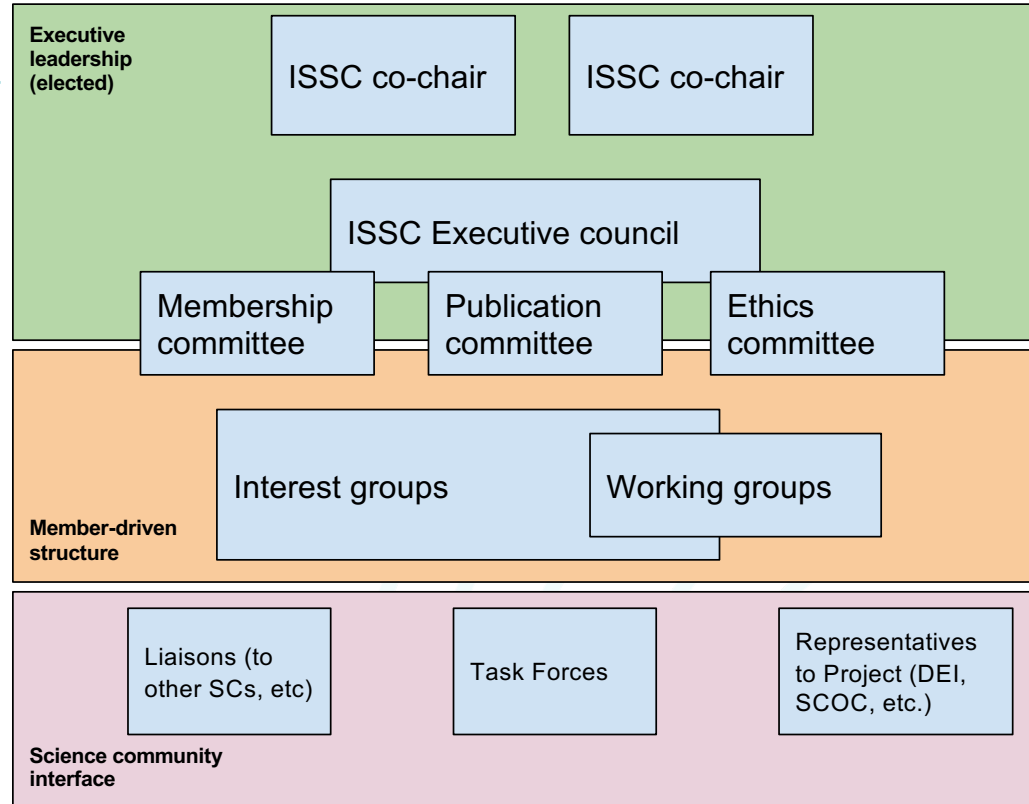 Executive
leadership
(elected)
ISSC co-chair
ISSC co-chair
ISSC Executive council
Membership
committee
Publication
committee
Ethics
committee
Interest groups
Working groups
Member-driven
structure
Liaisons (to
other SCs, etc)
Task Forces
Representatives
to Project (DEI,
SCOC, etc.)
Science community
interface